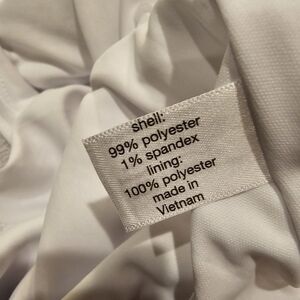 shell:
99% polyester
1% spandex
lining:
100% polyester
made in
Vietnam